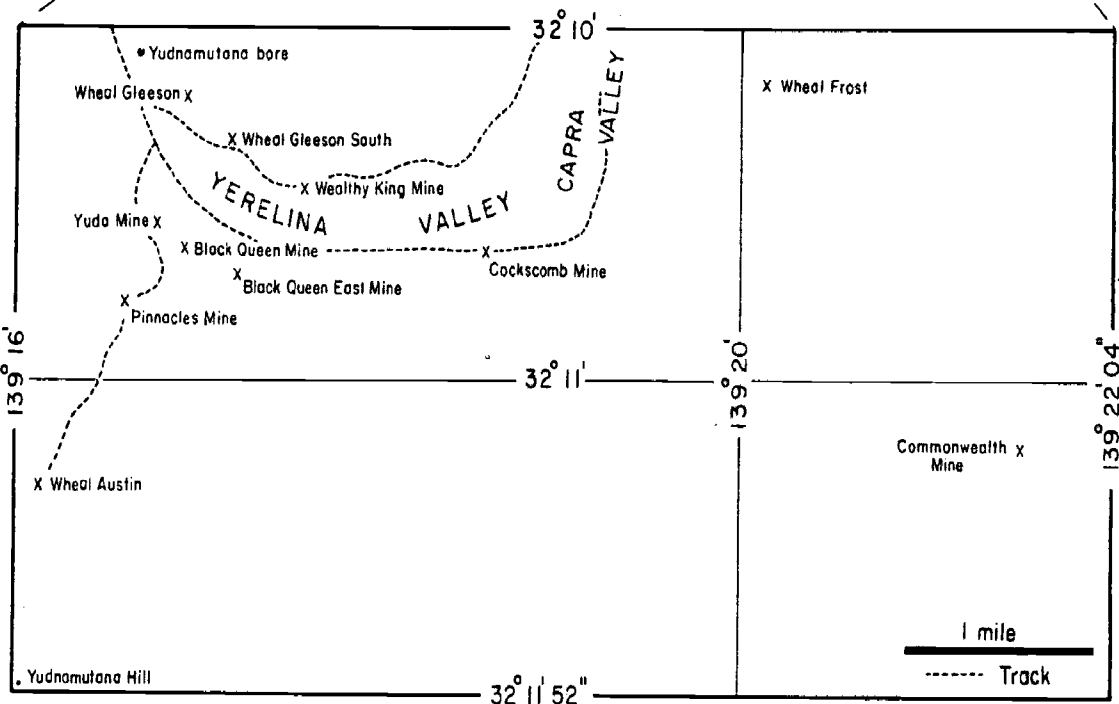 32° 10'
Yudnamutana bore
Wheal Gleeson
Wheal Frost
Wheal Gleeson South
CAPRA
VALLEY
Wealthy King Mine
YERELINA
VALLEY
Yuda Mine
Black Queen Mine
Cockscomb Mine
Black Queen East Mine
Pinnacles Mine
139° 16'
32° 11'
139° 20'
139° 22' 04"
Commonwealth
Mine
Wheal Austin
1 mile
Track
Yudnamutana Hill
32° 11' 52"